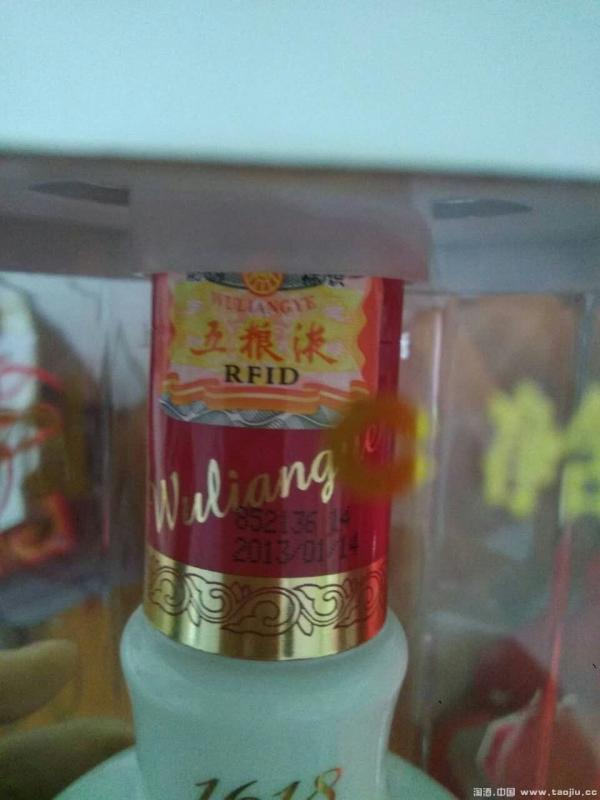 WULIANGYE
五粮液
RFID
Wuliangye
852136 14
2013/01/14
1618
淘酒.中国 www.taojiu.cc